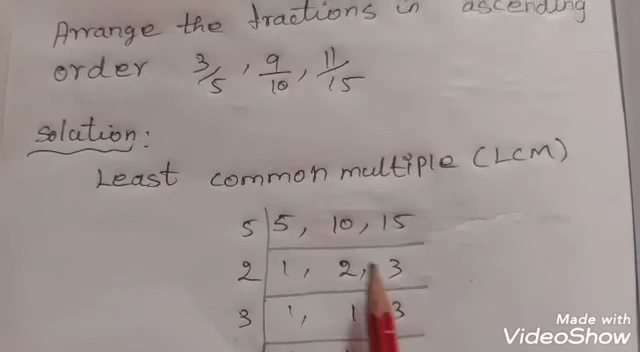 Arrange the fractions in ascending
order 3/5, 9/10, 11/15
Solution:
Least common multiple (LCM)
5 | 5, 10, 15
2 | 1, 2, 3
3 | 1, 1 3
Made with
VideoShow